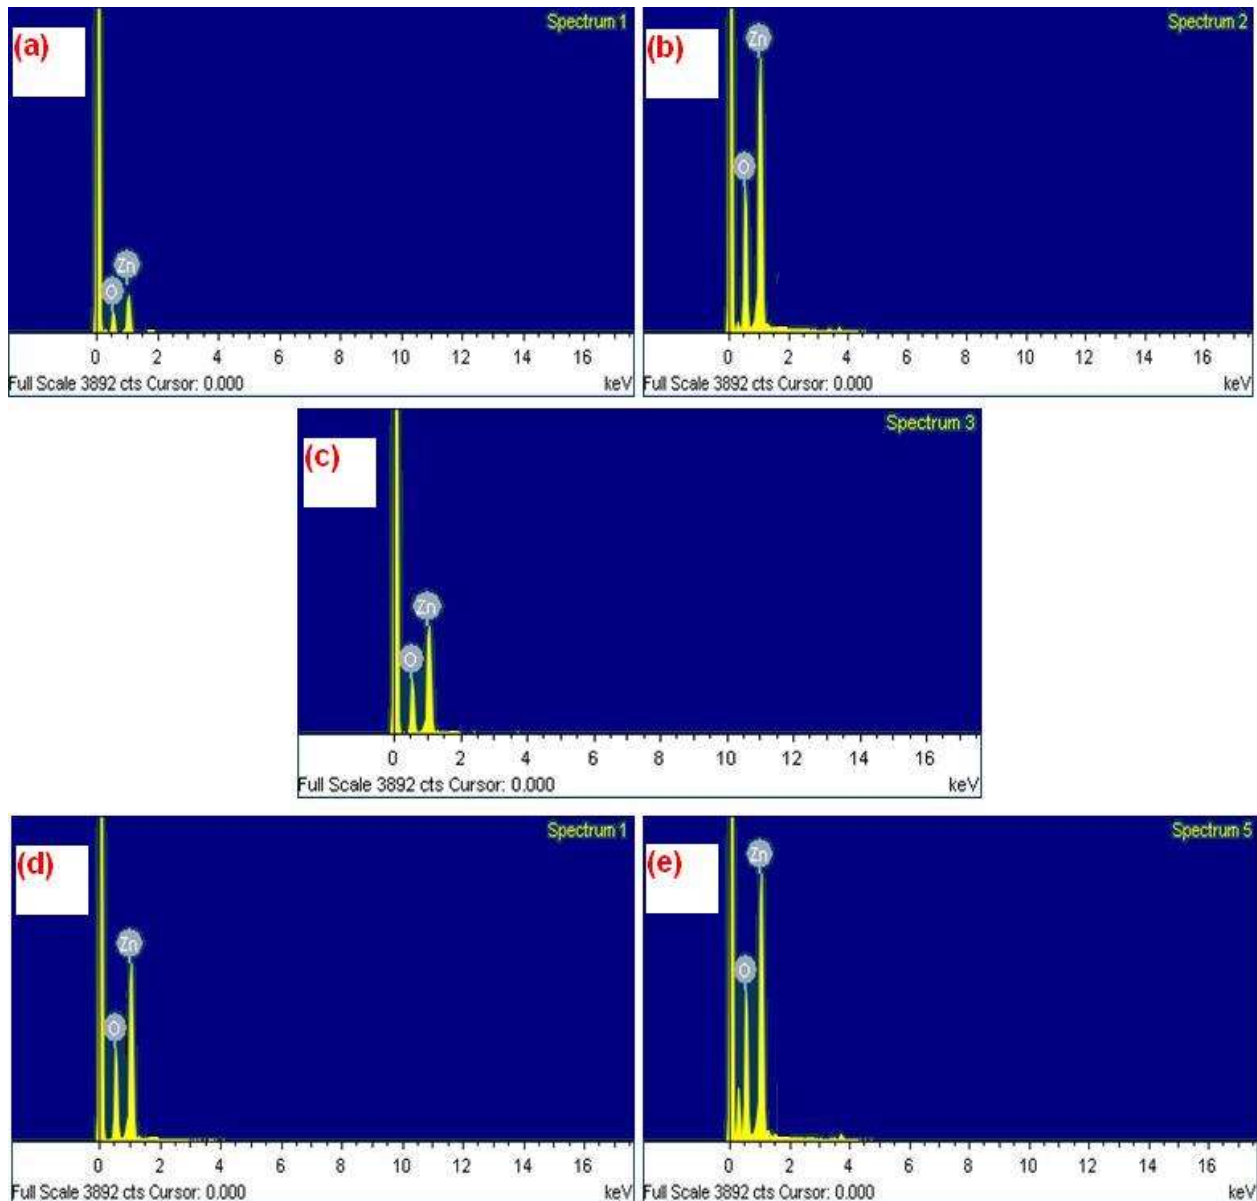 (a)
Spectrum 1
Zn
O
0 2 4 6 8 10 12 14 16
Full Scale 3892 cts Cursor: 0.000 keV
(b)
Spectrum 2
Zn
O
0 2 4 6 8 10 12 14 16
Full Scale 3892 cts Cursor: 0.000 keV
(c)
Spectrum 3
Zn
O
0 2 4 6 8 10 12 14 16
Full Scale 3892 cts Cursor: 0.000 keV
(d)
Spectrum 1
Zn
O
0 2 4 6 8 10 12 14 16
Full Scale 3892 cts Cursor: 0.000 keV
(e)
Spectrum 5
Zn
O
0 2 4 6 8 10 12 14 16
Full Scale 3892 cts Cursor: 0.000 keV